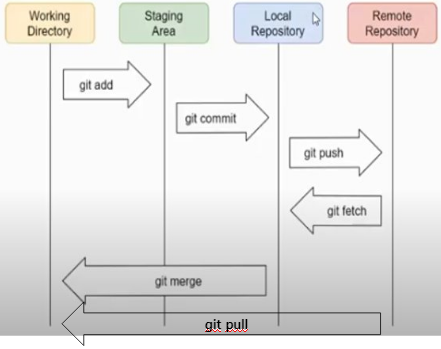 Working
Directory
Staging
Area
Local
Repository
Remote
Repository
git add
git commit
git push
git fetch
git merge
git pull